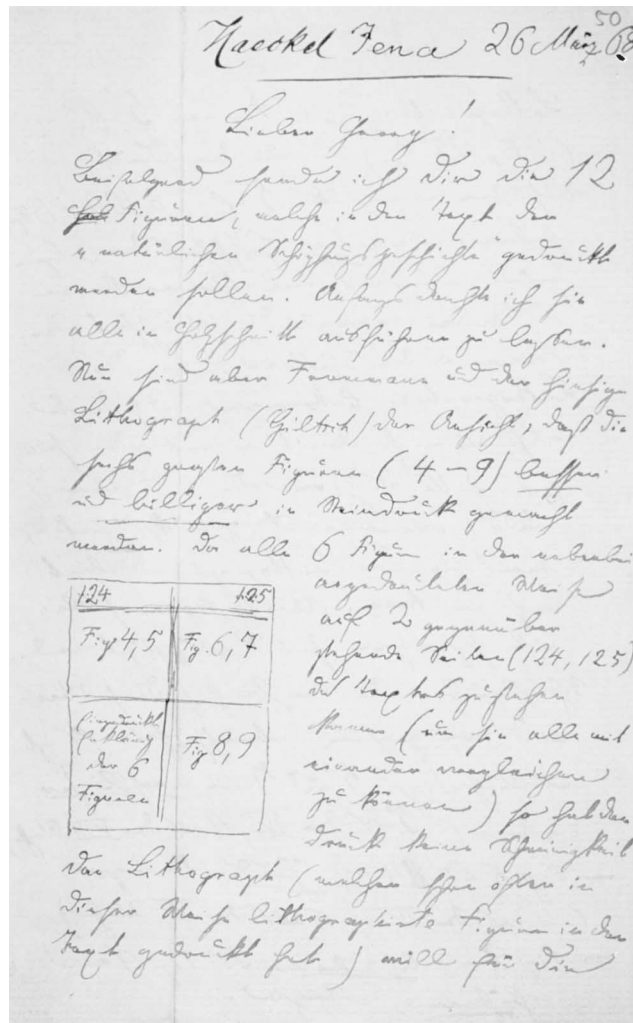 50
Haeckel Jena 26 März 68
Lieber Georg!
Beifolgend sende ich Dir die 12
Figuren, welche in den Text der
„natürlichen Schöpfungsgeschichte" gedruckt
werden sollen. Anfangs dachte ich sie
alle in Holzschnitt ausführen zu lassen.
Nun sind aber Frommann und der hiesige
Lithograph (Giltsch) der Ansicht, daß die
sechs ganzen Figuren (4–9) besser
und billiger in Steindruck gemacht
werden. Da alle 6 Figuren in der nebenbei
angedeuteten Weise
auf 2 gegenüber
stehende Seiten (124, 125)
des Textes zu stehen
kommen (um sie alle mit
einander vergleichen
zu können) so hat der
Druck keine Schwierigkeit
124 125
Fig 4, 5 Fig. 6, 7
Erklärung
der 6
Figuren
Fig 8, 9
Der Lithograph (welcher schon öfter in
dieser Weise lithographirte Figuren in den
Text gedruckt hat) will für die